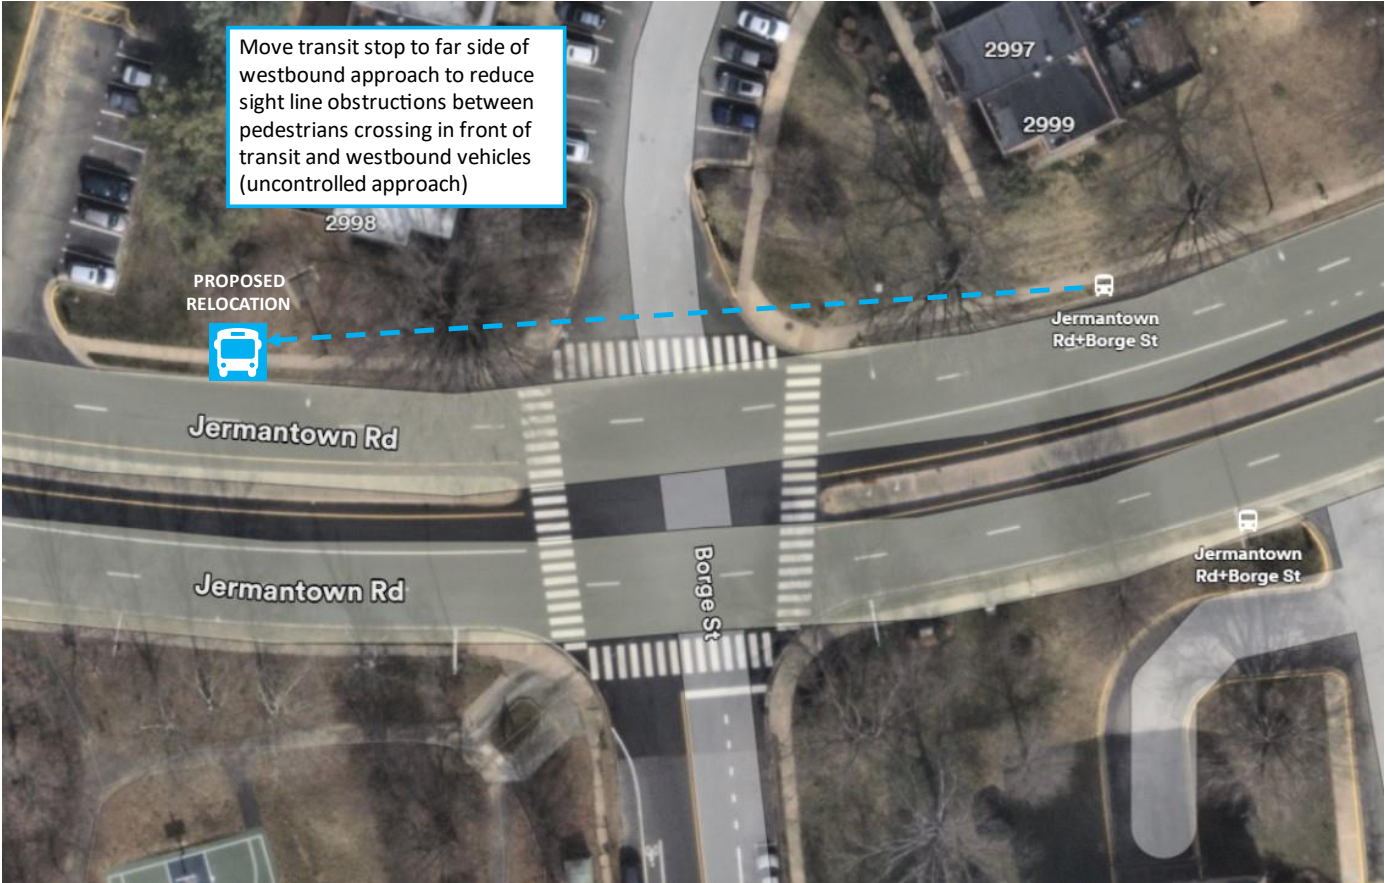 Move transit stop to far side of
westbound approach to reduce
sight line obstructions between
pedestrians crossing in front of
transit and westbound vehicles
(uncontrolled approach)
2997
2999
2998
PROPOSED
RELOCATION
Jermantown
Rd+Borge St
Jermantown Rd
Jermantown
Rd+Borge St
Jermantown Rd
Borge St